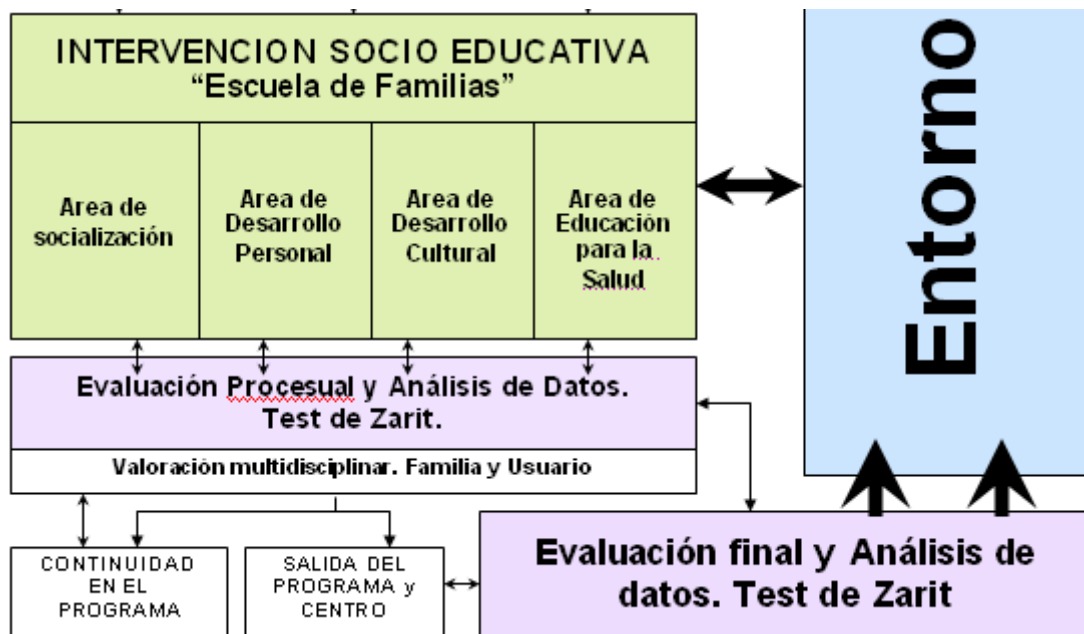 INTERVENCION SOCIO EDUCATIVA
“Escuela de Familias”
Area de
socialización
Area de
Desarrollo
Personal
Area de
Desarrollo
Cultural
Area de
Educación
para la
Salud
Entorno
Evaluación Procesual y Análisis de Datos.
Test de Zarit.
Valoración multidisciplinar. Familia y Usuario
CONTINUIDAD
EN EL
PROGRAMA
SALIDA DEL
PROGRAMA y
CENTRO
Evaluación final y Análisis de
datos. Test de Zarit